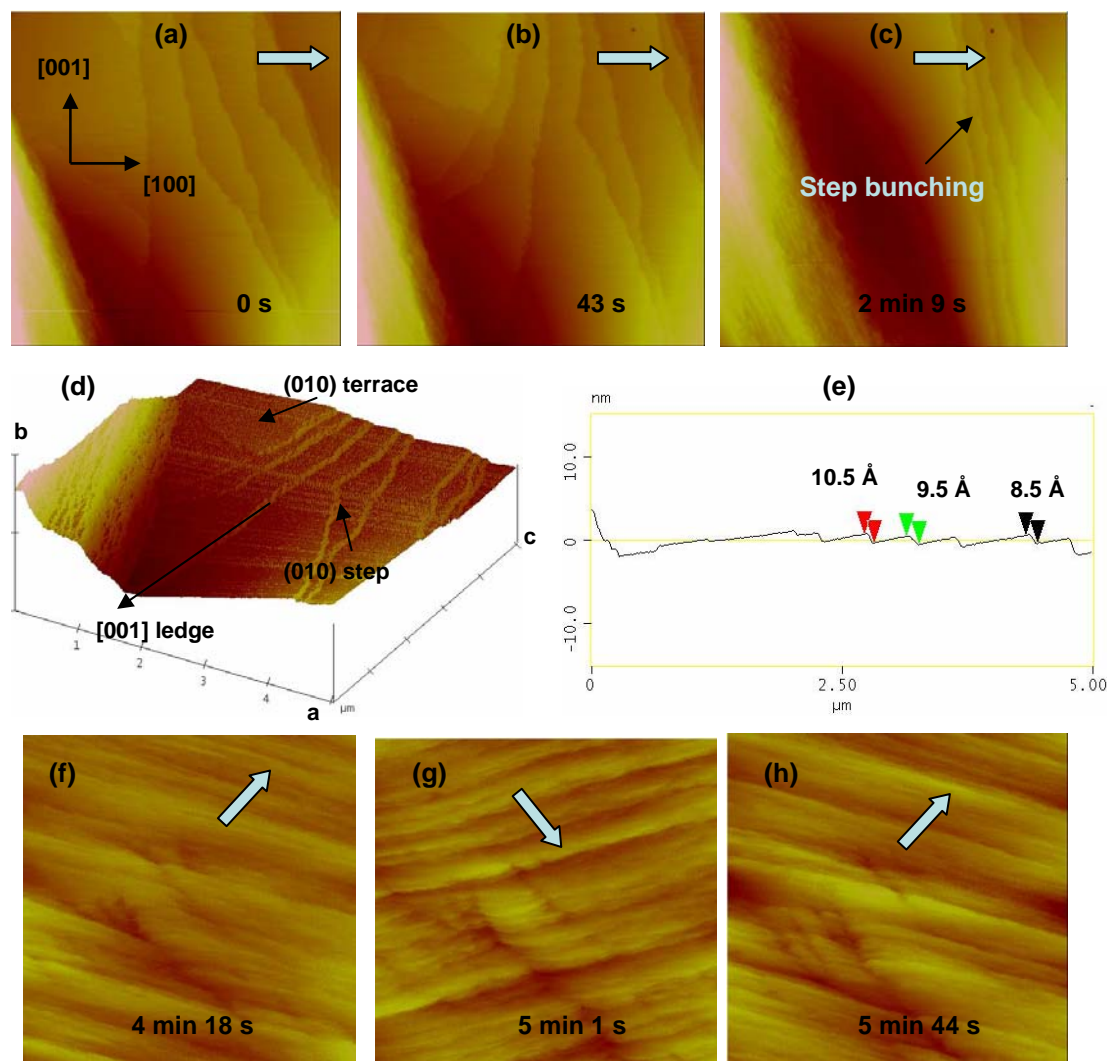 (a)
[001]
[100]
0 s
(b)
43 s
(c)
Step bunching
2 min 9 s
(d)
(010) terrace
b
c
(010) step
[001] ledge
1
2
3
4
µm
a
(e)
nm
10.0
0
-10.0
10.5 Å
9.5 Å
8.5 Å
0
2.50
5.00
µm
(f)
4 min 18 s
(g)
5 min 1 s
(h)
5 min 44 s